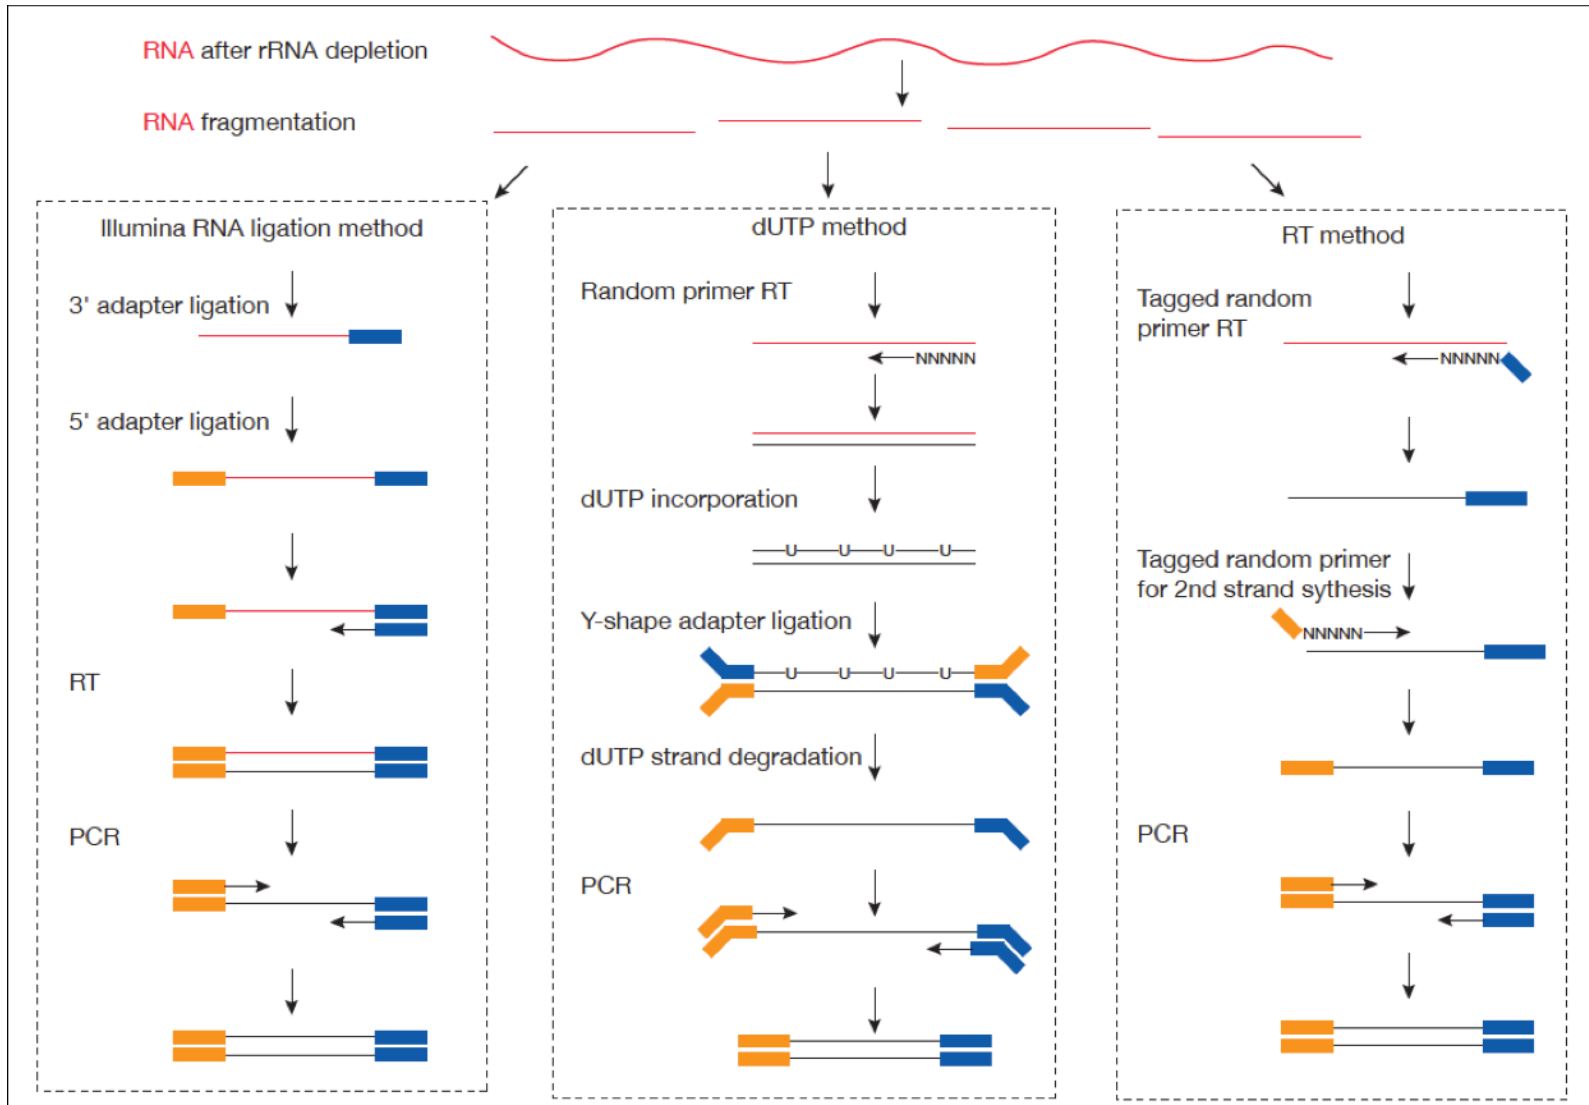 RNA after rRNA depletion
RNA fragmentation
Illumina RNA ligation method
3' adapter ligation
5' adapter ligation
RT
PCR
dUTP method
Random primer RT
NNNNN
dUTP incorporation
U U U U
Y-shape adapter ligation
U U U U
dUTP strand degradation
PCR
RT method
Tagged random
primer RT
NNNNN
Tagged random primer
for 2nd strand sythesis
NNNNN
PCR